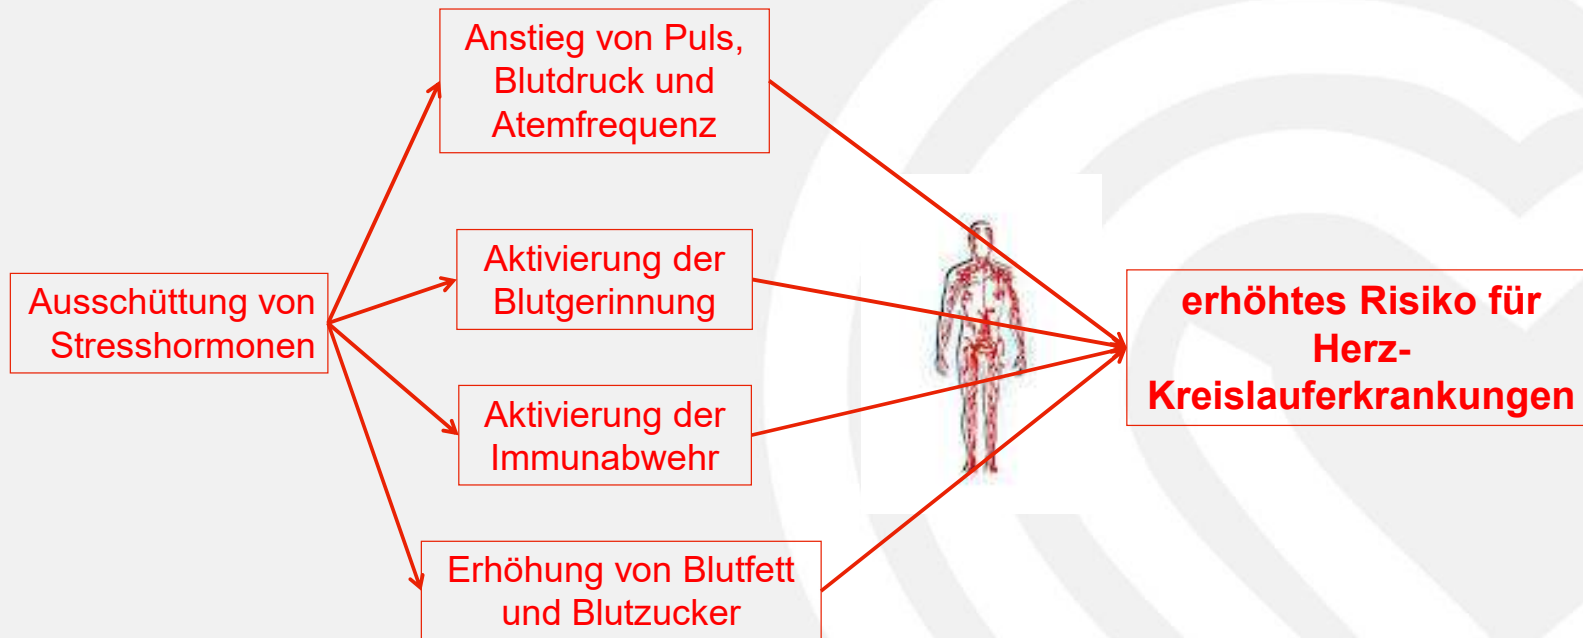 Anstieg von Puls,
Blutdruck und
Atemfrequenz
Ausschüttung von
Stresshormonen
Aktivierung der
Blutgerinnung
Aktivierung der
Immunabwehr
Erhöhung von Blutfett
und Blutzucker
erhöhtes Risiko für
Herz-
Kreislauferkrankungen